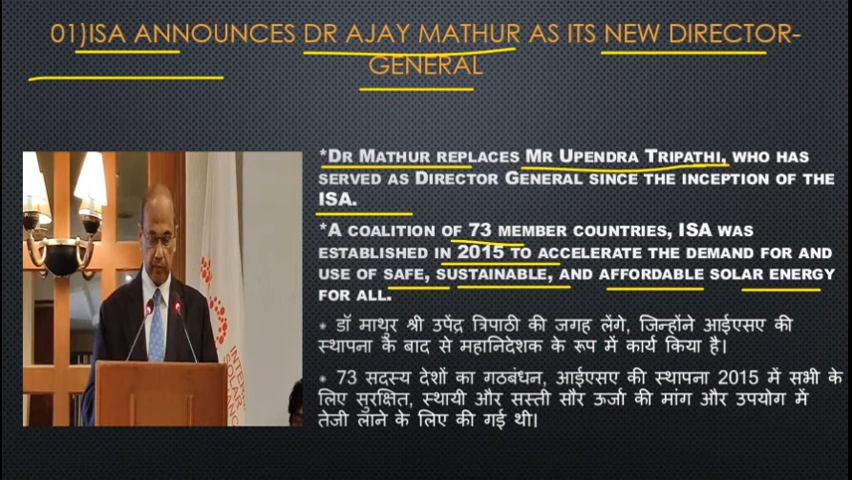 01)ISA ANNOUNCES DR AJAY MATHUR AS ITS NEW DIRECTOR-
GENERAL
*DR MATHUR REPLACES MR UPENDRA TRIPATHI, WHO HAS
SERVED AS DIRECTOR GENERAL SINCE THE INCEPTION OF THE
ISA.
*A COALITION OF 73 MEMBER COUNTRIES, ISA WAS
ESTABLISHED IN 2015 TO ACCELERATE THE DEMAND FOR AND
USE OF SAFE, SUSTAINABLE, AND AFFORDABLE SOLAR ENERGY
FOR ALL.
* डॉ माथुर श्री उपेंद्र त्रिपाठी की जगह लेंगे, जिन्होंने आईएसए की
स्थापना के बाद से महानिदेशक के रूप में कार्य किया है।
* 73 सदस्य देशों का गठबंधन, आईएसए की स्थापना 2015 में सभी के
लिए सुरक्षित, स्थायी और सस्ती सौर ऊर्जा की मांग और उपयोग में
तेजी लाने के लिए की गई थी।